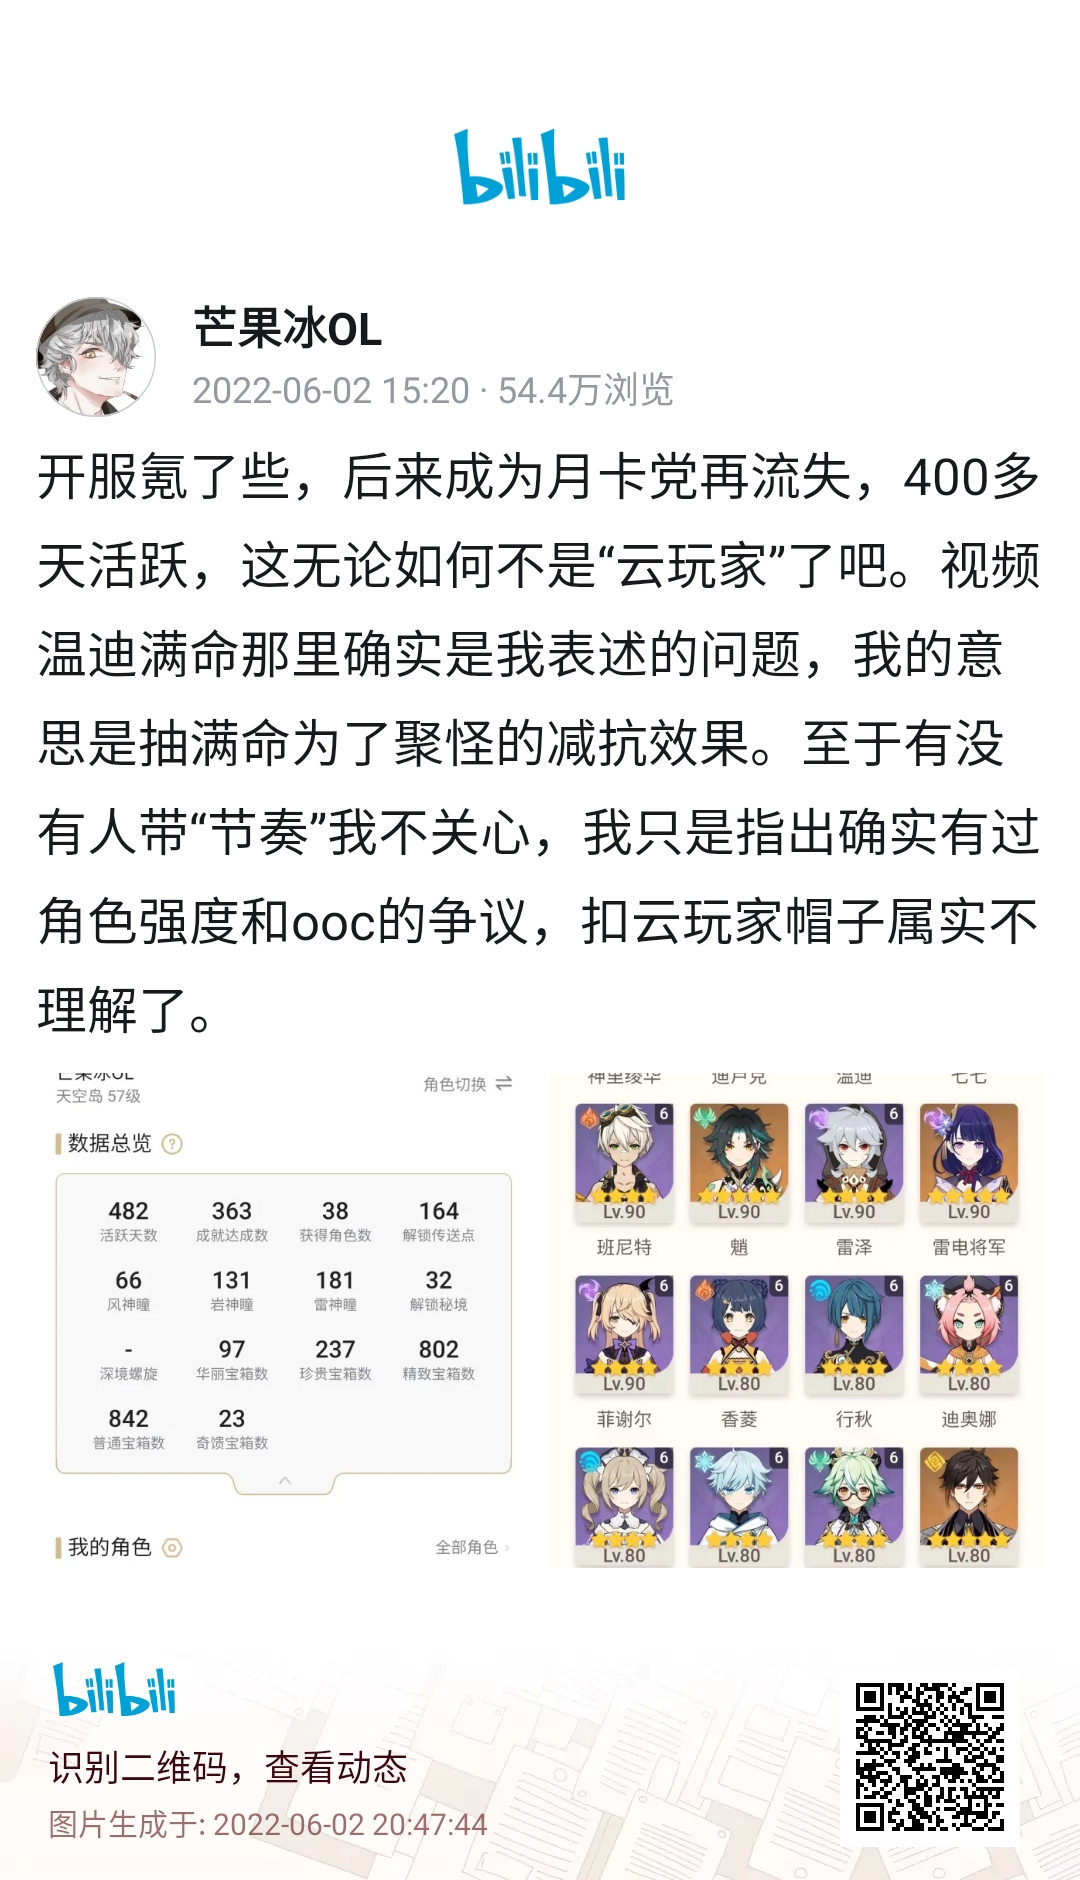 bilibili
芒果冰OL
2022-06-02 15:20 · 54.4万浏览
开服氪了些，后来成为月卡党再流失，400多
天活跃，这无论如何不是“云玩家”了吧。视频
温迪满命那里确实是我表述的问题，我的意
思是抽满命为了聚怪的减抗效果。至于有没
有人带“节奏”我不关心，我只是指出确实有过
角色强度和ooc的争议，扣云玩家帽子属实不
理解了。
芒果冰OL
天空岛 57级
角色切换
数据总览 ?
482 363 38 164
活跃天数 成就达成数 获得角色数 解锁传送点
66 131 181 32
风神瞳 岩神瞳 雷神瞳 解锁秘境
- 97 237 802
深境螺旋 华丽宝箱数 珍贵宝箱数 精致宝箱数
842 23
普通宝箱数 奇馈宝箱数
我的角色
全部角色 ›
神里绫华 迪卢克 温迪 七七
6 6
Lv.90 Lv.90 Lv.90 Lv.90
班尼特 魈 雷泽 雷电将军
6 6 6 6
Lv.90 Lv.80 Lv.80 Lv.80
菲谢尔 香菱 行秋 迪奥娜
6 6 6
Lv.80 Lv.80 Lv.80 Lv.80
bilibili
识别二维码，查看动态
图片生成于: 2022-06-02 20:47:44